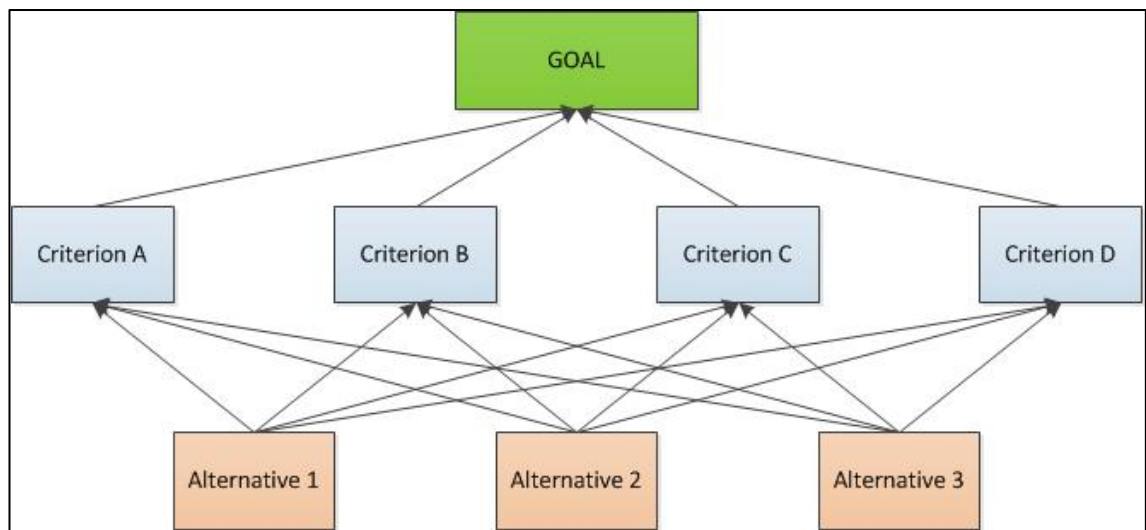 GOAL
Criterion A
Criterion B
Criterion C
Criterion D
Alternative 1
Alternative 2
Alternative 3